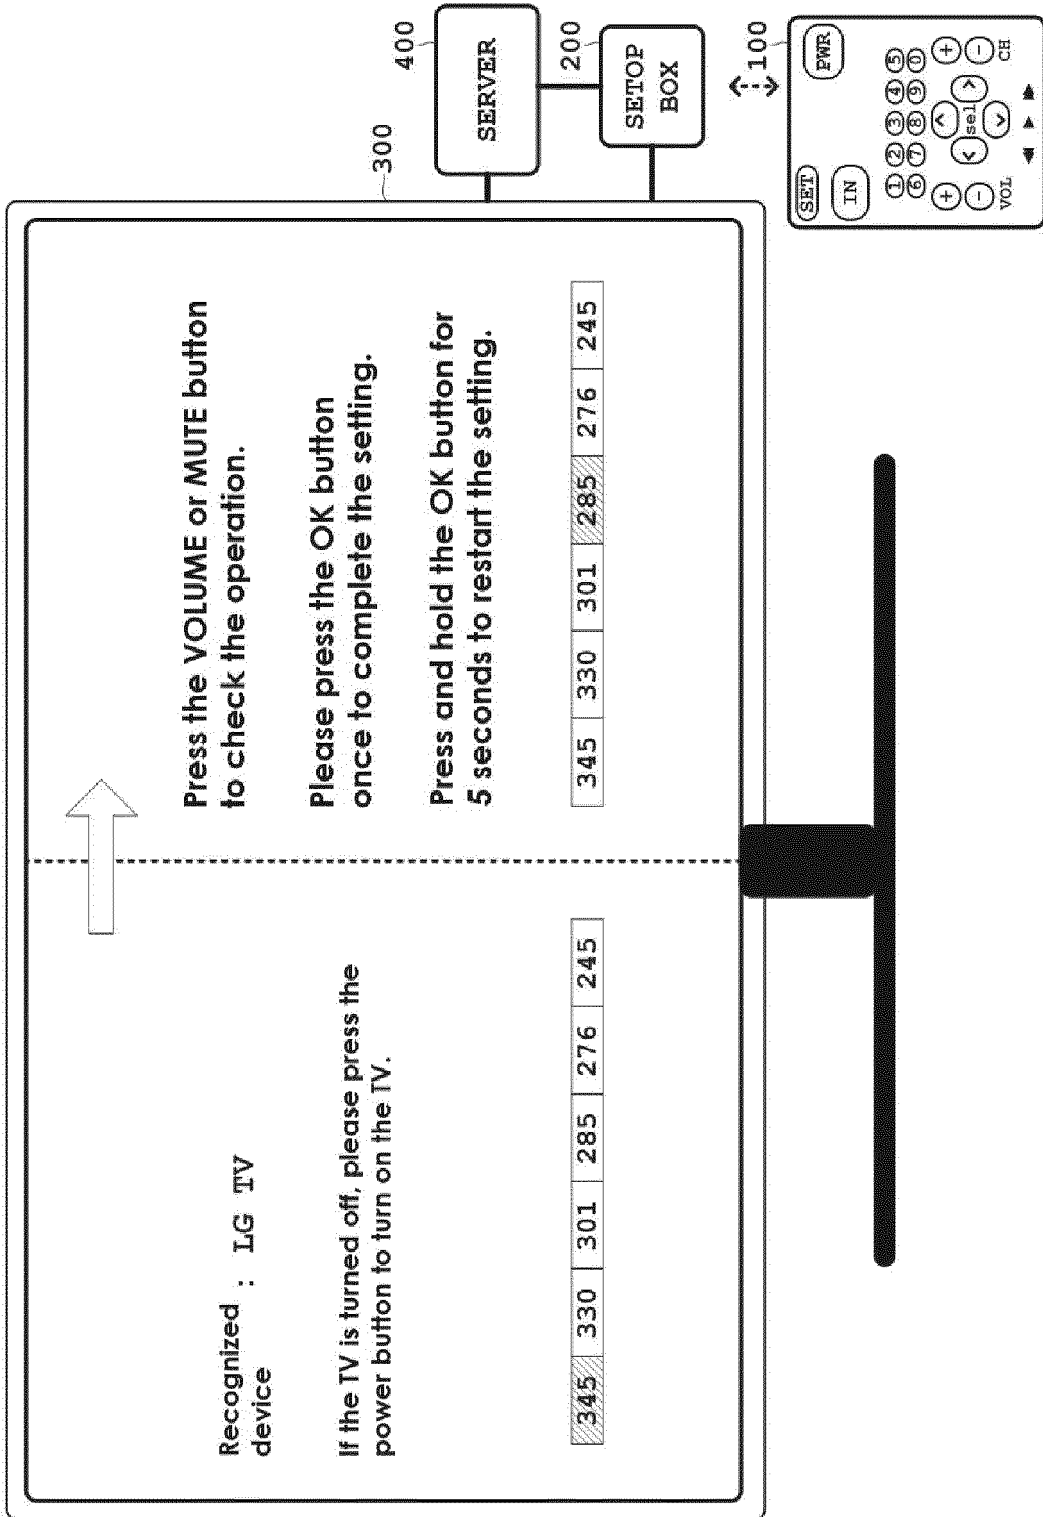 Recognized
device : LG TV
If the TV is turned off, please press the
power button to turn on the TV.
345 330 301 285 276 245
Press the VOLUME or MUTE button
to check the operation.
Please press the OK button
once to complete the setting.
Press and hold the OK button for
5 seconds to restart the setting.
345 330 301 285 276 245
300
400
SERVER
200
SETOP
BOX
100
SET
PWR
IN
1 2 3 4 5
6 7 8 9 0
+ ^ +
- < sel > -
v
VOL CH